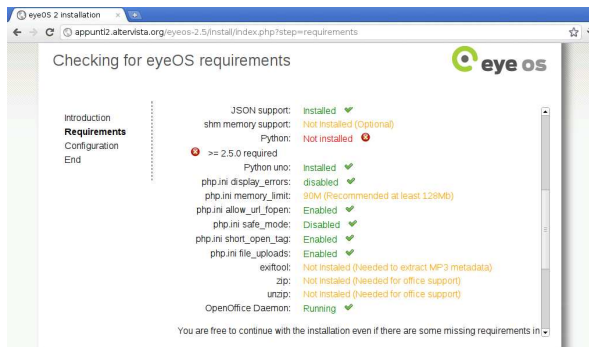 eyeOS 2 installation
appunti2.altervista.org/eyeos-2.5/install/index.php?step=requirements
Checking for eyeOS requirements
eye os
Introduction
Requirements
Configuration
End
JSON support: Installed
shm memory support: Not Installed (Optional)
Python: Not installed
>= 2.5.0 required
Python uno: Installed
php.ini display_errors: disabled
php.ini memory_limit: 90M (Recommended at least 128Mb)
php.ini allow_url_fopen: Enabled
php.ini safe_mode: Disabled
php.ini short_open_tag: Enabled
php.ini file_uploads: Enabled
exiftool: Not Instaled (Needed to extract MP3 metadata)
zip: Not Instaled (Needed for office support)
unzip: Not Instaled (Needed for office support)
OpenOffice Daemon: Running
You are free to continue with the installation even if there are some missing requirements in